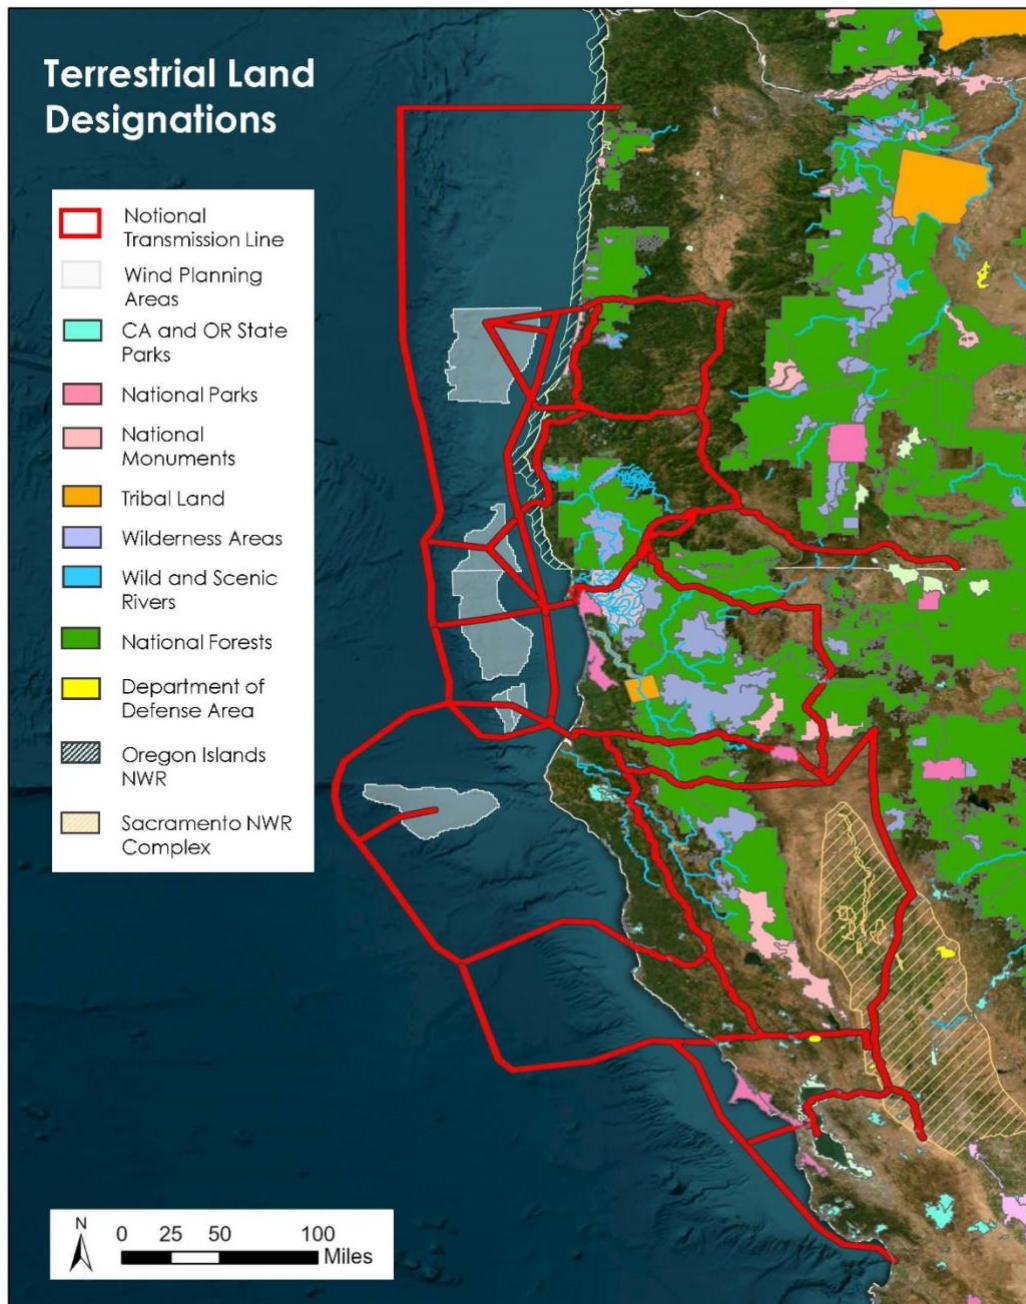 Terrestrial Land
Designations
Notional
Transmission Line
Wind Planning
Areas
CA and OR State
Parks
National Parks
National
Monuments
Tribal Land
Wilderness Areas
Wild and Scenic
Rivers
National Forests
Department of
Defense Area
Oregon Islands
NWR
Sacramento NWR
Complex
N
0 25 50 100
Miles